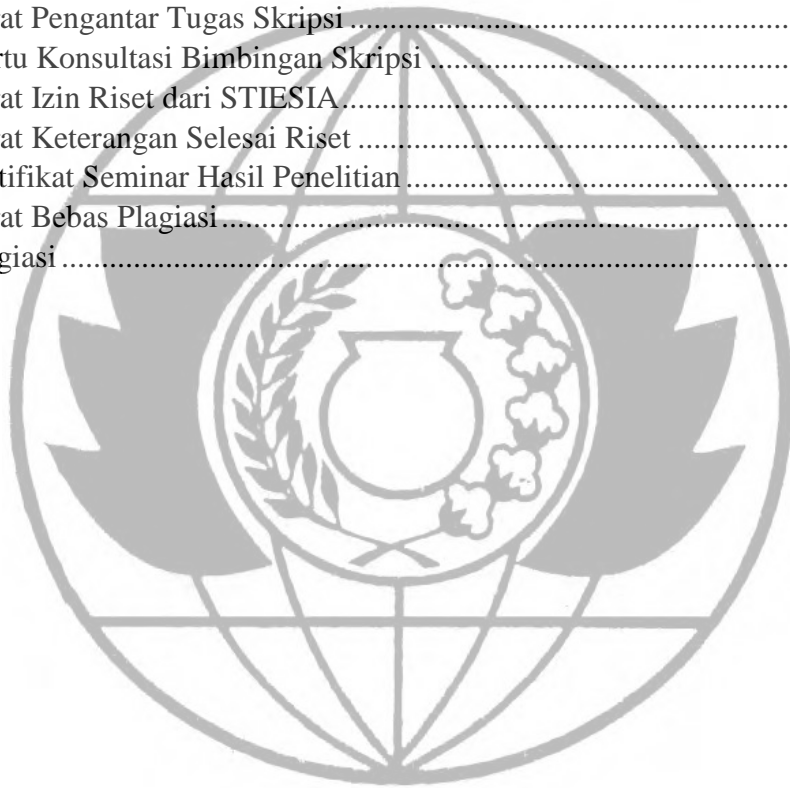 at Pengantar Tugas Skripsi ......................................................................
rtu Konsultasi Bimbingan Skripsi .........................................................
at Izin Riset dari STIESIA......................................................................
at Keterangan Selesai Riset ....................................................................
tifikat Seminar Hasil Penelitian .............................................................
at Bebas Plagiasi.....................................................................................
giasi ..........................................................................................................